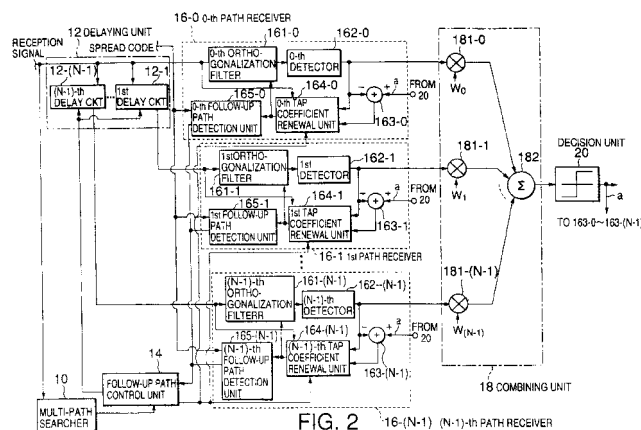 16-0 0-th PATH RECEIVER
12 DELAYING UNIT
RECEPTION SIGNAL
SPREAD CODE
12-(N-1)
12-1
(N-1)-th DELAY CKT
1st DELAY CKT
161-0
162-0
0-th ORTHO-
GONALIZATION
FILTER
0-th
DETECTOR
164-0
165-0
0-th FOLLOW-UP
PATH
DETECTION UNIT
0-th TAP
COEFFICIENT
RENEWAL UNIT
163-0
a
FROM
20
181-0
W0
1st ORTHO-
GONALIZATION
FILTER
161-1
162-1
1st
DETECTOR
164-1
165-1
1st FOLLOW-UP
PATH
DETECTION UNIT
1st TAP
COEFFICIENT
RENEWAL UNIT
163-1
a
FROM
20
16-1 1st PATH RECEIVER
181-1
W1
182
Σ
DECISION UNIT
20
a
TO 163-0~163-(N-1)
161-(N-1)
(N-1)-th
ORTHO-
GONALIZATION
FILTERR
162--(N-1)
(N-1)-th
DETECTOR
164-(N-1)
165-(N-1)
(N-1)-th
FOLLOW-UP
PATH
DETECTION
UNIT
(N-1)-th TAP
COEFFICIENT
RENEWAL
UNIT
163-(N-1)
a
FROM
20
181-(N-1)
W(N-1)
18 COMBINING UNIT
14
FOLLOW-UP PATH
CONTROL UNIT
10
MULTI-PATH
SEARCHER
16-(N-1) (N-1)-th PATH RECEIVER
FIG. 2